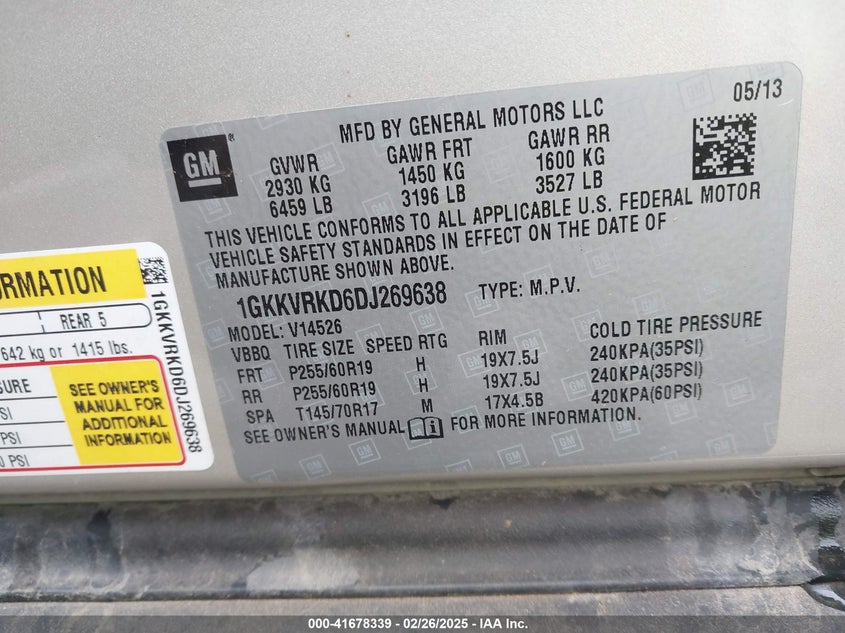 05/13
MFD BY GENERAL MOTORS LLC
GM
GVWR GAWR FRT GAWR RR
2930 KG 1450 KG 1600 KG
6459 LB 3196 LB 3527 LB
THIS VEHICLE CONFORMS TO ALL APPLICABLE U.S. FEDERAL MOTOR
VEHICLE SAFETY STANDARDS IN EFFECT ON THE DATE OF
MANUFACTURE SHOWN ABOVE.
1GKKVRKD6DJ269638 TYPE: M.P.V.
MODEL: V14526
VBBQ TIRE SIZE SPEED RTG RIM COLD TIRE PRESSURE
FRT P255/60R19 H 19X7.5J 240KPA(35PSI)
RR P255/60R19 H 19X7.5J 240KPA(35PSI)
SPA T145/70R17 M 17X4.5B 420KPA(60PSI)
SEE OWNER'S MANUAL FOR MORE INFORMATION.
RMATION
REAR 5
642 kg or 1415 lbs.
SURE
SI
PSI
0 PSI
SEE OWNER'S
MANUAL FOR
ADDITIONAL
INFORMATION
1GKKVRKD6DJ269638
000-41678339 - 02/26/2025 - IAA Inc.